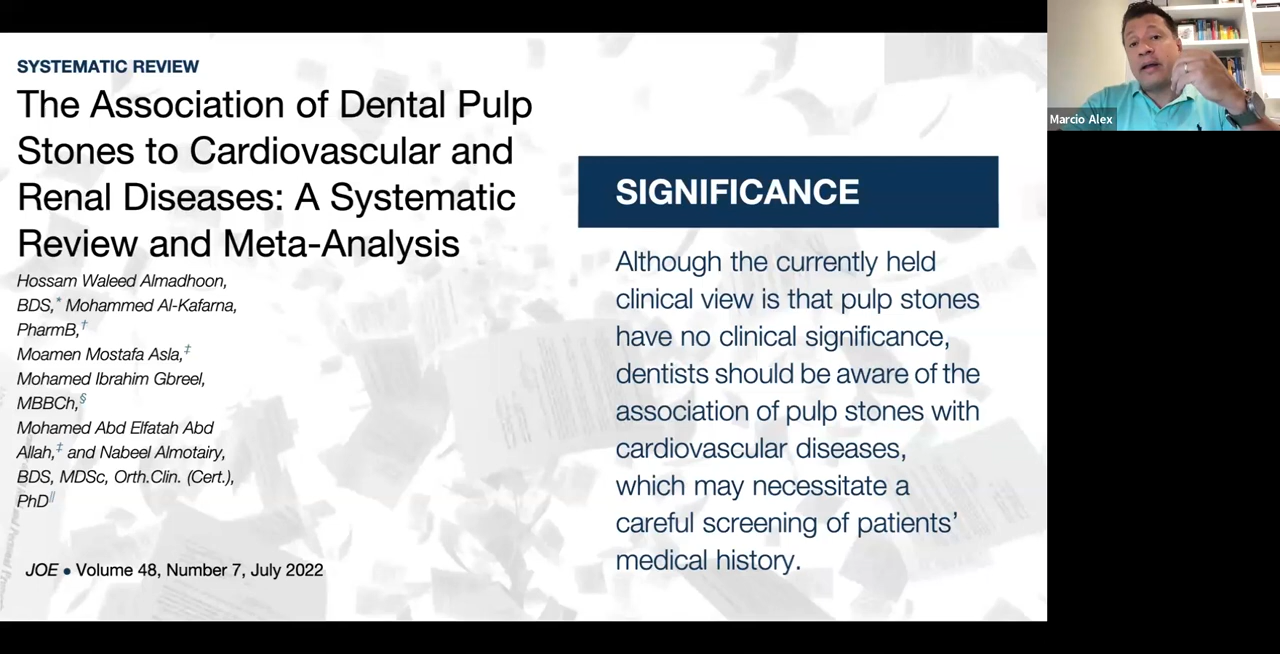 SYSTEMATIC REVIEW
The Association of Dental Pulp
Stones to Cardiovascular and
Renal Diseases: A Systematic
Review and Meta-Analysis
Hossam Waleed Almadhoon,
BDS,* Mohammed Al-Kafarna,
PharmB,†
Moamen Mostafa Asla,‡
Mohamed Ibrahim Gbreel,
MBBCh,§
Mohamed Abd Elfatah Abd
Allah,‡ and Nabeel Almotairy,
BDS, MDSc, Orth.Clin. (Cert.),
PhD||
JOE • Volume 48, Number 7, July 2022
SIGNIFICANCE
Although the currently held
clinical view is that pulp stones
have no clinical significance,
dentists should be aware of the
association of pulp stones with
cardiovascular diseases,
which may necessitate a
careful screening of patients’
medical history.
Marcio Alex